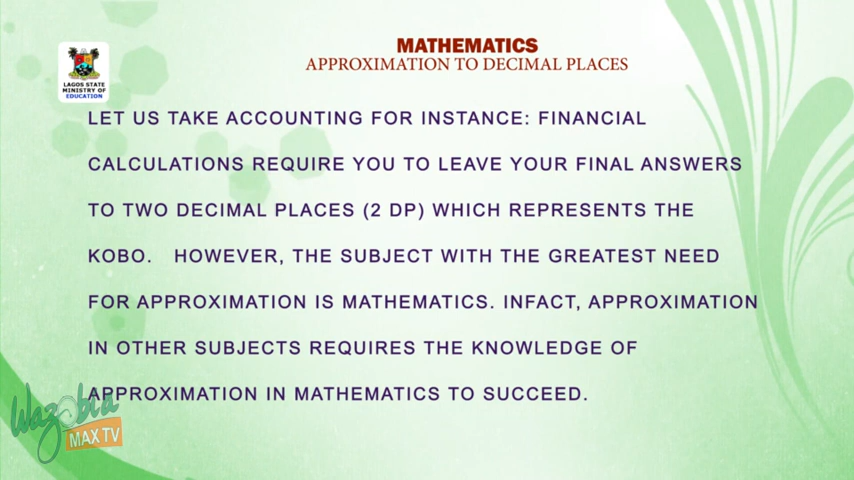 MATHEMATICS
APPROXIMATION TO DECIMAL PLACES
LAGOS STATE
MINISTRY OF
EDUCATION
LET US TAKE ACCOUNTING FOR INSTANCE: FINANCIAL
CALCULATIONS REQUIRE YOU TO LEAVE YOUR FINAL ANSWERS
TO TWO DECIMAL PLACES (2 DP) WHICH REPRESENTS THE
KOBO. HOWEVER, THE SUBJECT WITH THE GREATEST NEED
FOR APPROXIMATION IS MATHEMATICS. INFACT, APPROXIMATION
IN OTHER SUBJECTS REQUIRES THE KNOWLEDGE OF
APPROXIMATION IN MATHEMATICS TO SUCCEED.
Wazobia
MAX TV